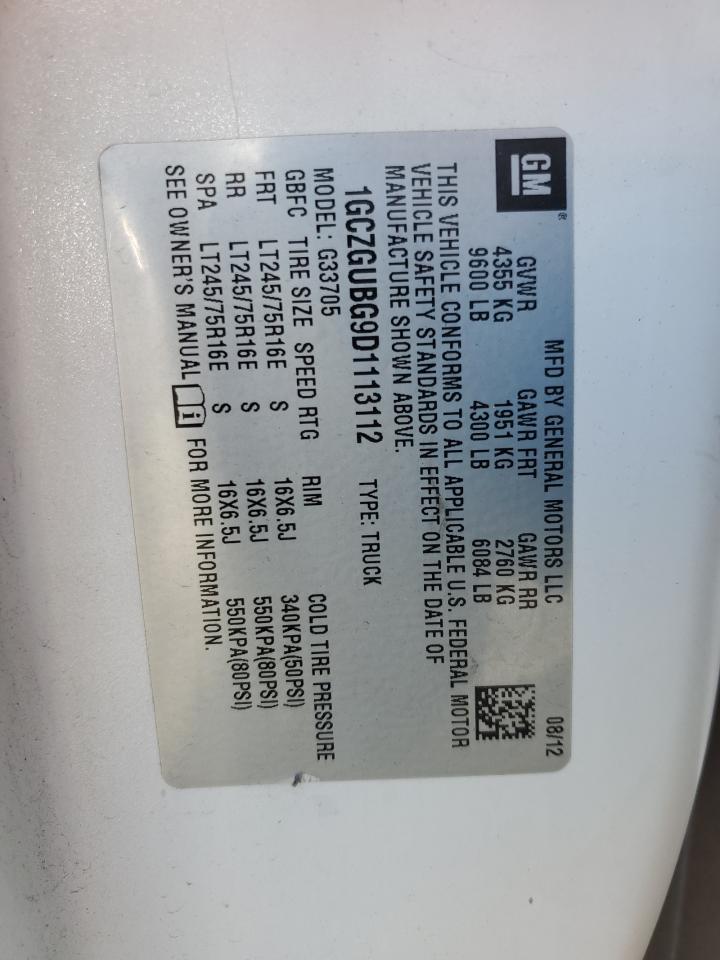 GM ®
MFD BY GENERAL MOTORS LLC 08/12
GVWR GAWR FRT GAWR RR
4355 KG 1951 KG 2760 KG
9600 LB 4300 LB 6084 LB
THIS VEHICLE CONFORMS TO ALL APPLICABLE U.S. FEDERAL MOTOR
VEHICLE SAFETY STANDARDS IN EFFECT ON THE DATE OF
MANUFACTURE SHOWN ABOVE.
1GCZGUBG9D1113112 TYPE: TRUCK
MODEL: G33705
GBFC TIRE SIZE SPEED RTG RIM COLD TIRE PRESSURE
FRT LT245/75R16E S 16X6.5J 340KPA(50PSI)
RR LT245/75R16E S 16X6.5J 550KPA(80PSI)
SPA LT245/75R16E S 16X6.5J 550KPA(80PSI)
SEE OWNER'S MANUAL i FOR MORE INFORMATION.